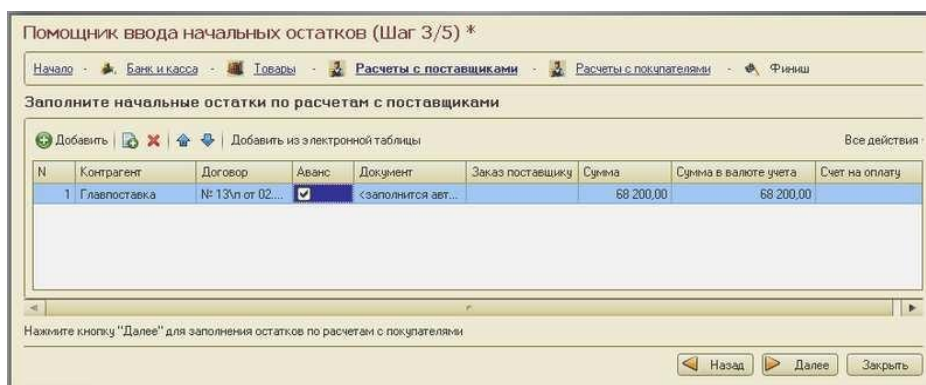 Помощник ввода начальных остатков (Шаг 3/5) *
Начало - Банк и касса - Товары - Расчеты с поставщиками - Расчеты с покупателями - Финиш
Заполните начальные остатки по расчетам с поставщиками
Добавить Добавить из электронной таблицы Все действия
N Контрагент Договор Аванс Документ Заказ поставщику Сумма Сумма в валюте учета Счет на оплату
1 Главпоставка № 13\п от 02.... <заполнится авт... 68 200,00 68 200,00
Нажмите кнопку "Далее" для заполнения остатков по расчетам с покупателями
Назад Далее Закрыть